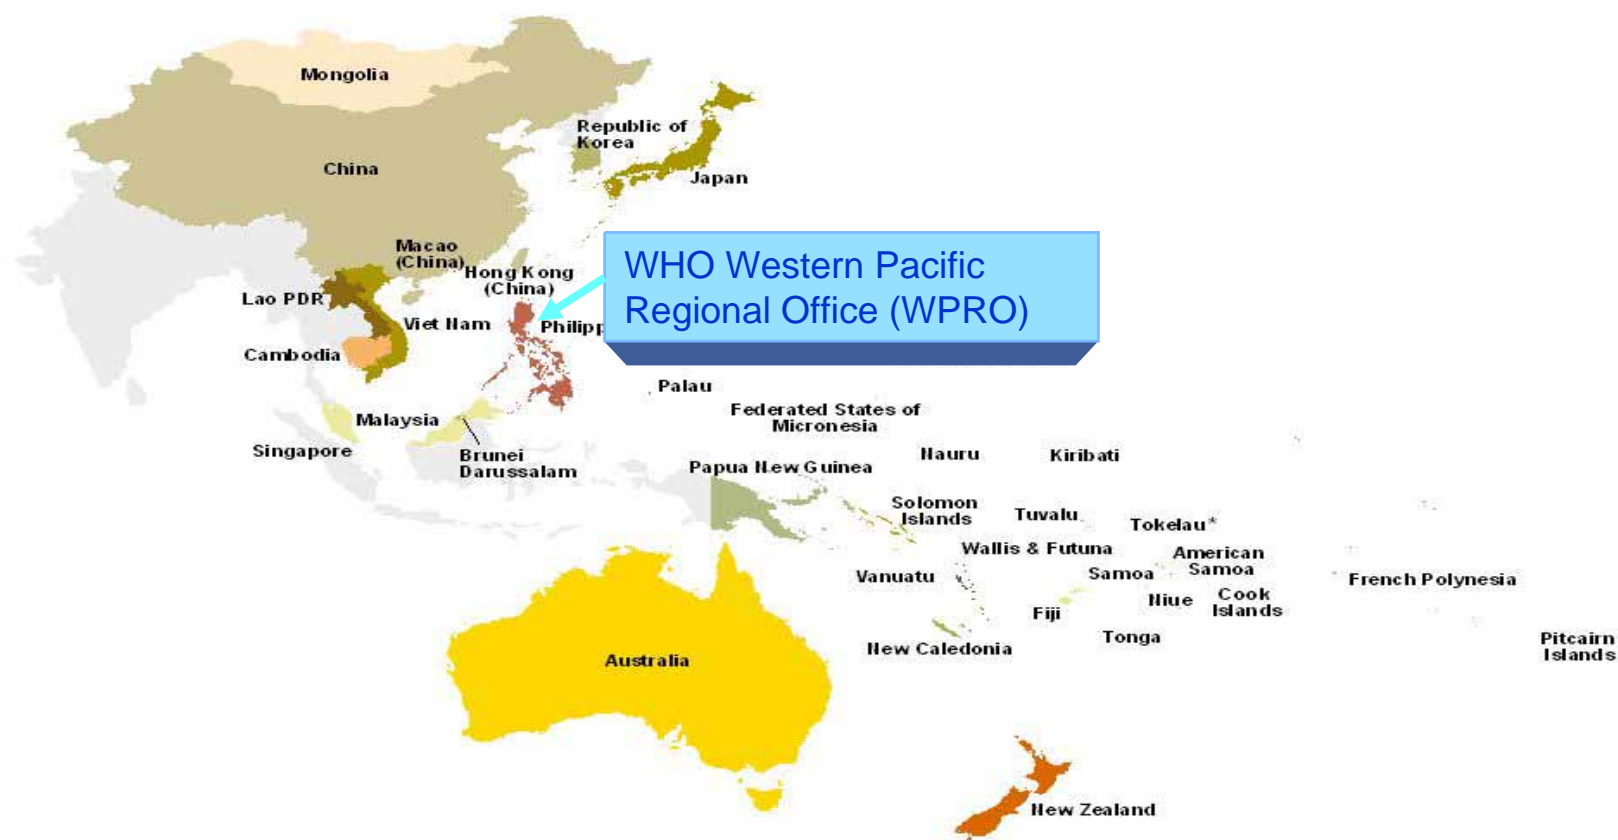 Mongolia
Republic of
Korea
China
Japan
Macao
(China)
Hong Kong
(China)
WHO Western Pacific
Regional Office (WPRO)
Lao PDR
Viet Nam
Philipp
Cambodia
Palau
Malaysia
Federated States of
Micronesia
Singapore
Brunei
Darussalam
Papua New Guinea
Nauru
Kiribati
Solomon
Islands
Tuvalu
Tokelau*
Wallis & Futuna
American
Samoa
Vanuatu
Samoa
French Polynesia
Niue
Cook
Islands
Fiji
Tonga
New Caledonia
Pitcairn
Islands
Australia
New Zealand